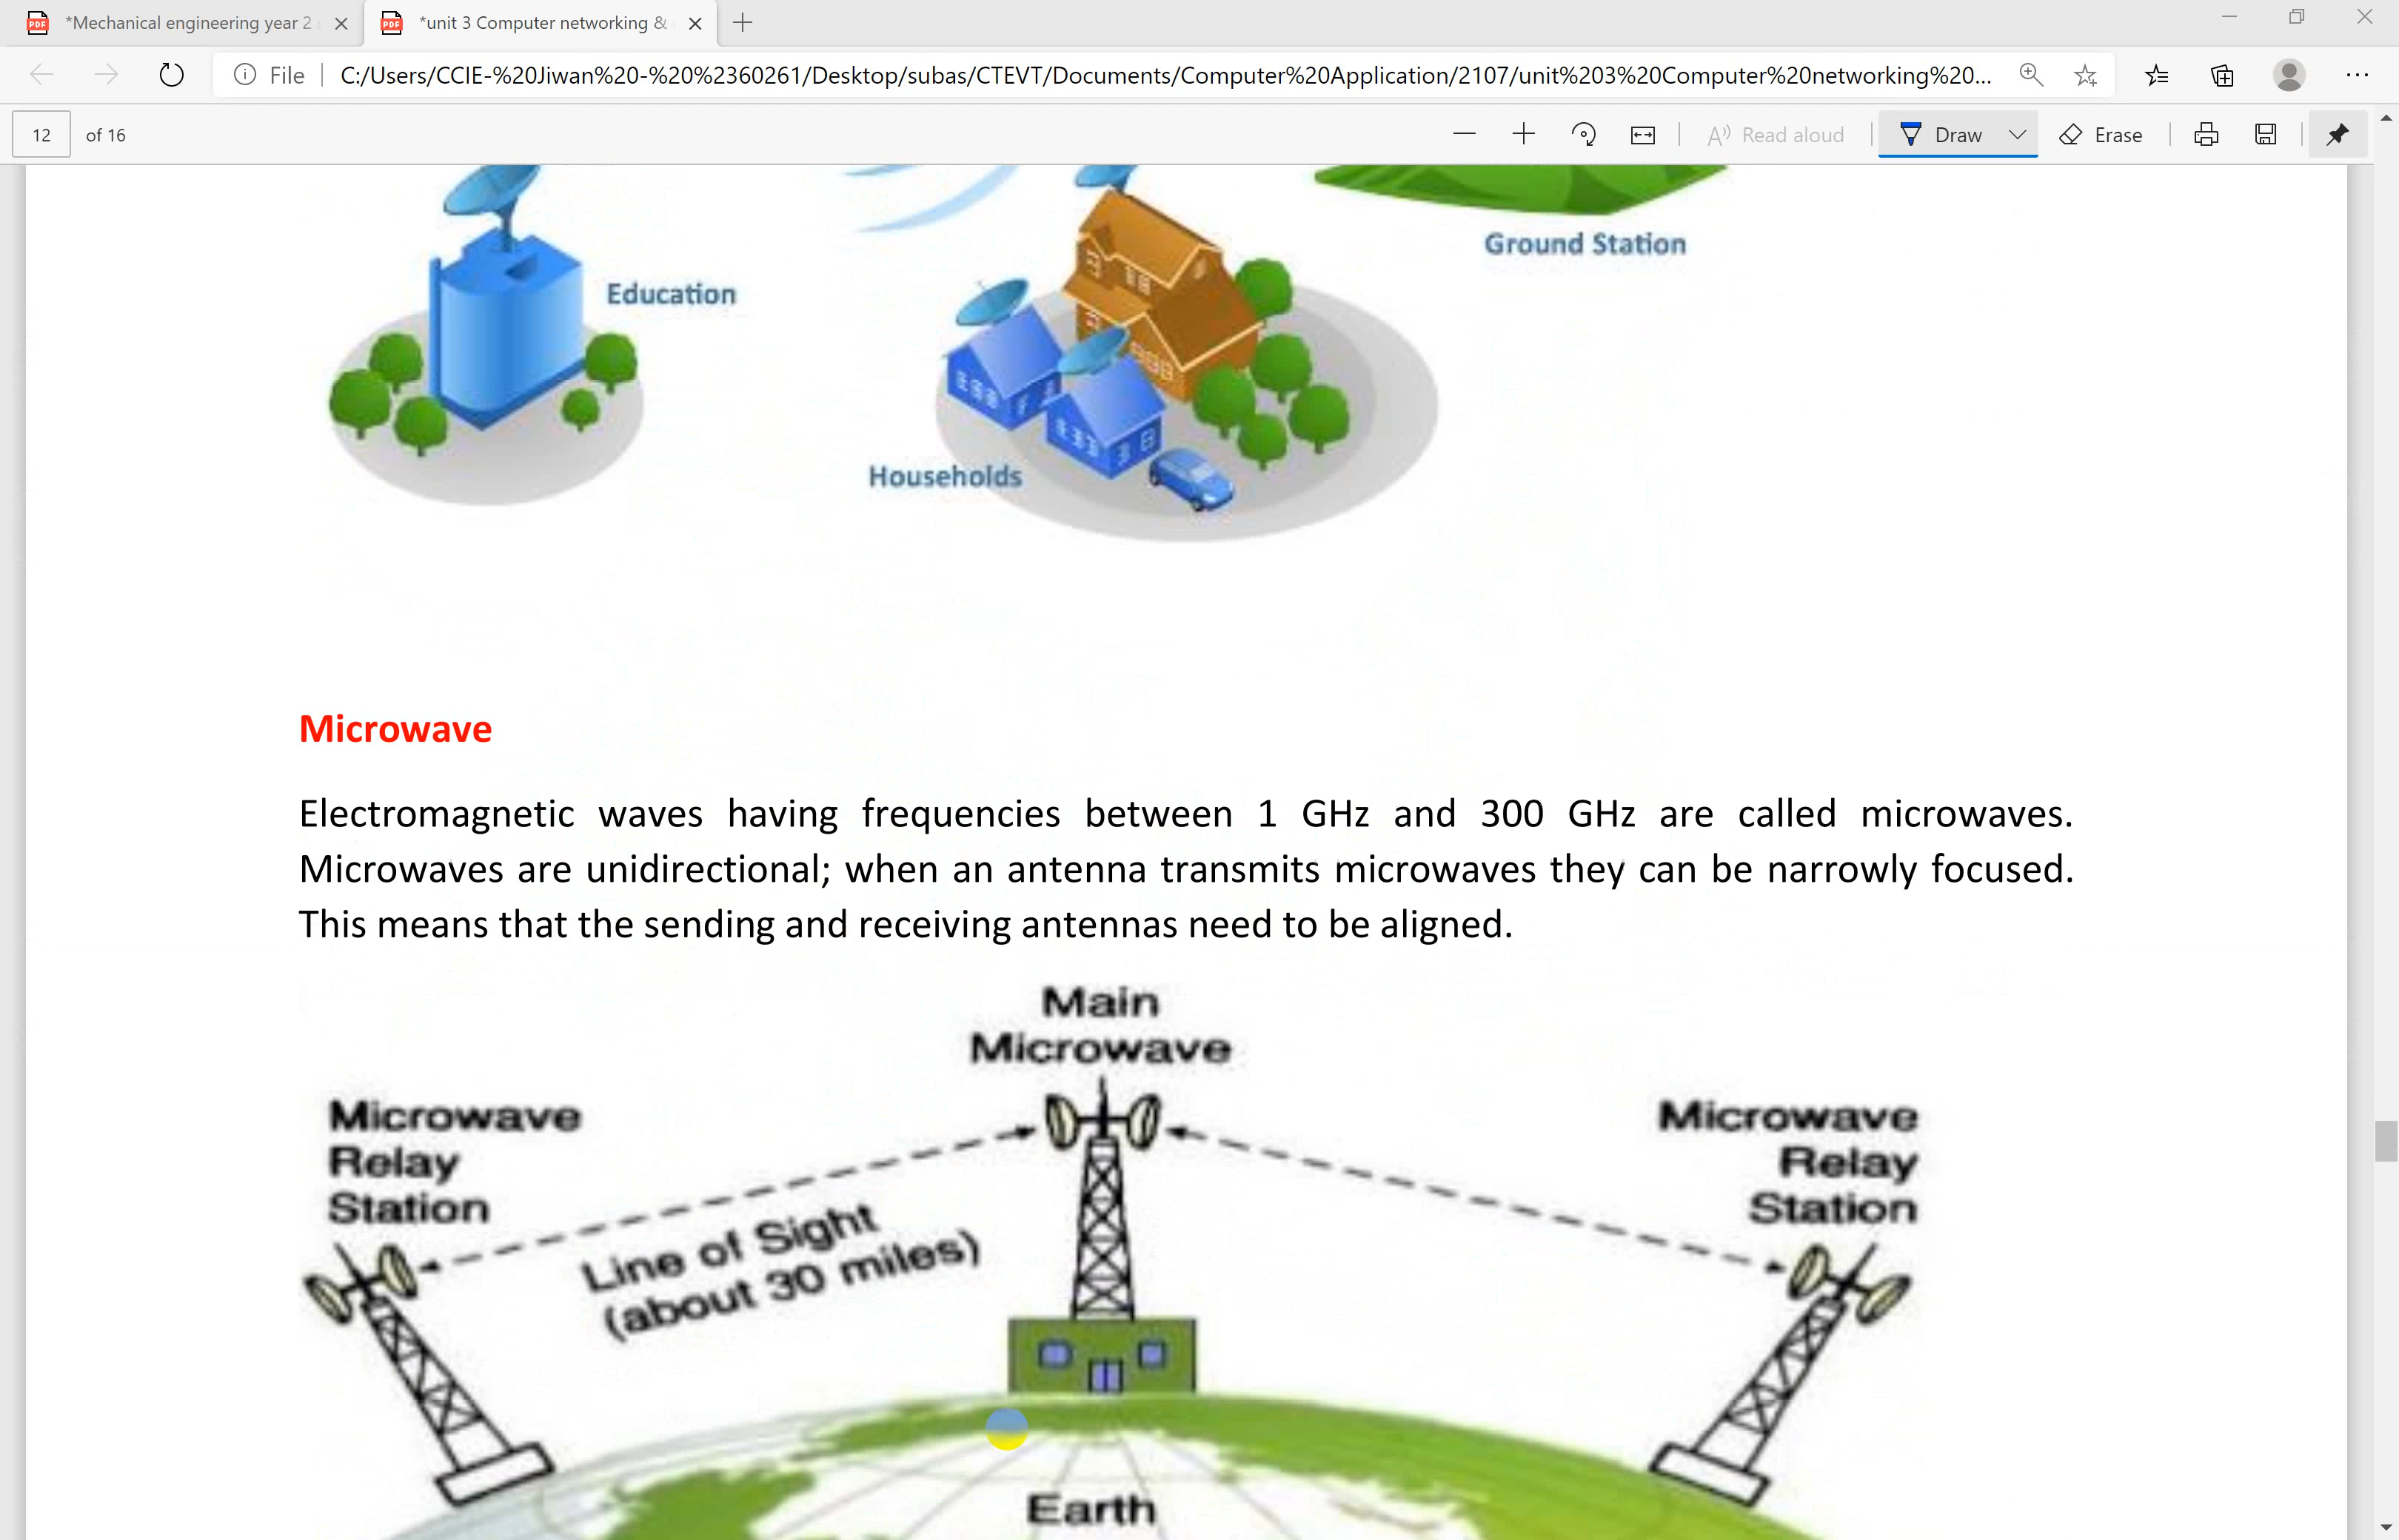 *Mechanical engineering year 2
*unit 3 Computer networking &
File
C:/Users/CCIE-%20Jiwan%20-%20%2360261/Desktop/subas/CTEVT/Documents/Computer%20Application/2107/unit%203%20Computer%20networking%20...
12 of 16
Read aloud
Draw
Erase
Ground Station
Education
Households
Microwave
Electromagnetic waves having frequencies between 1 GHz and 300 GHz are called microwaves.
Microwaves are unidirectional; when an antenna transmits microwaves they can be narrowly focused.
This means that the sending and receiving antennas need to be aligned.
Main
Microwave
Microwave
Relay
Station
Microwave
Relay
Station
Line of Sight
(about 30 miles)
Earth